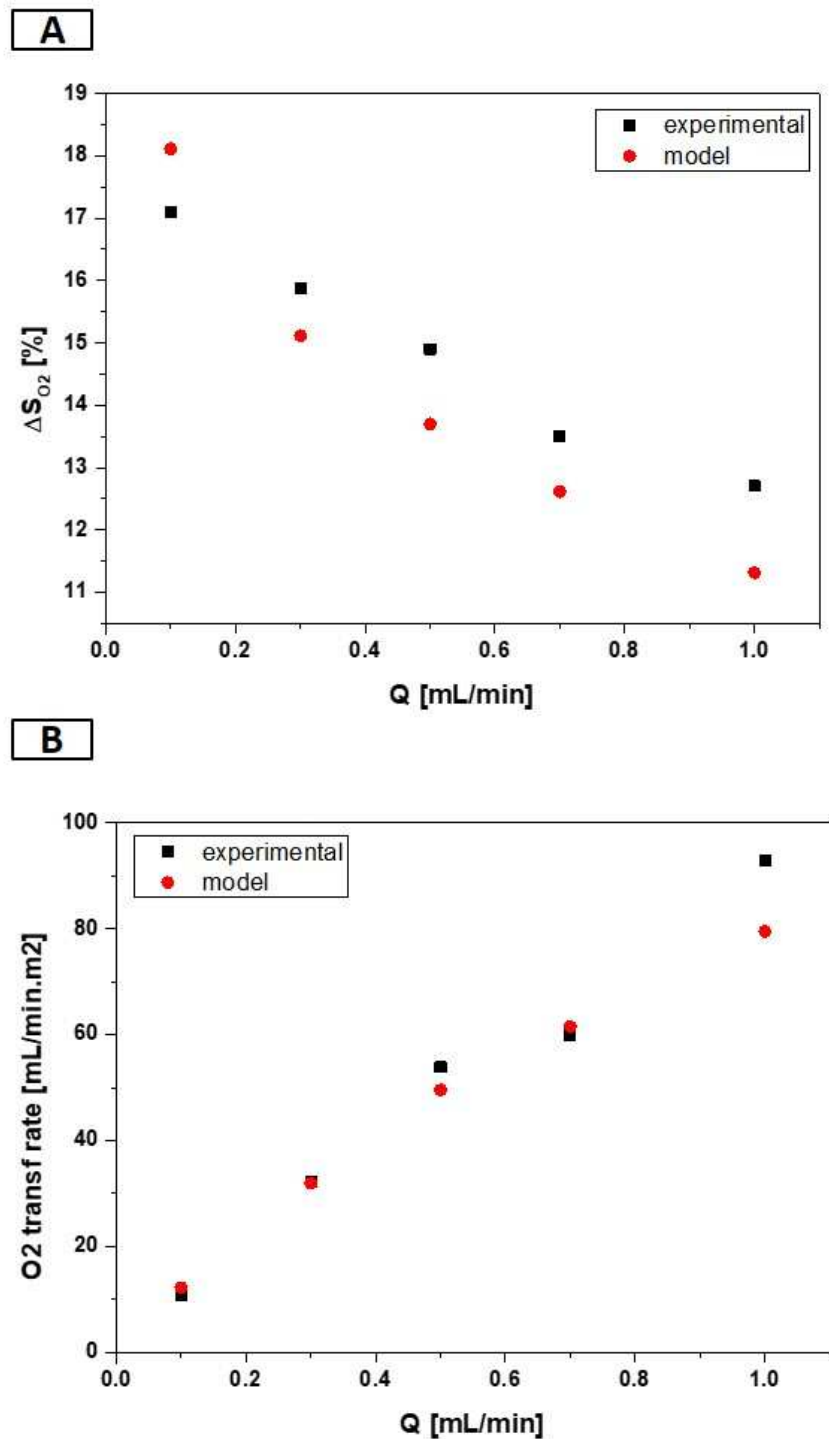 A
19
18
17
16
15
14
13
12
11
ΔS_O2 [%]
experimental
model
0.0 0.2 0.4 0.6 0.8 1.0
Q [mL/min]
B
100
80
60
40
20
0
O2 transf rate [mL/min.m2]
experimental
model
0.0 0.2 0.4 0.6 0.8 1.0
Q [mL/min]